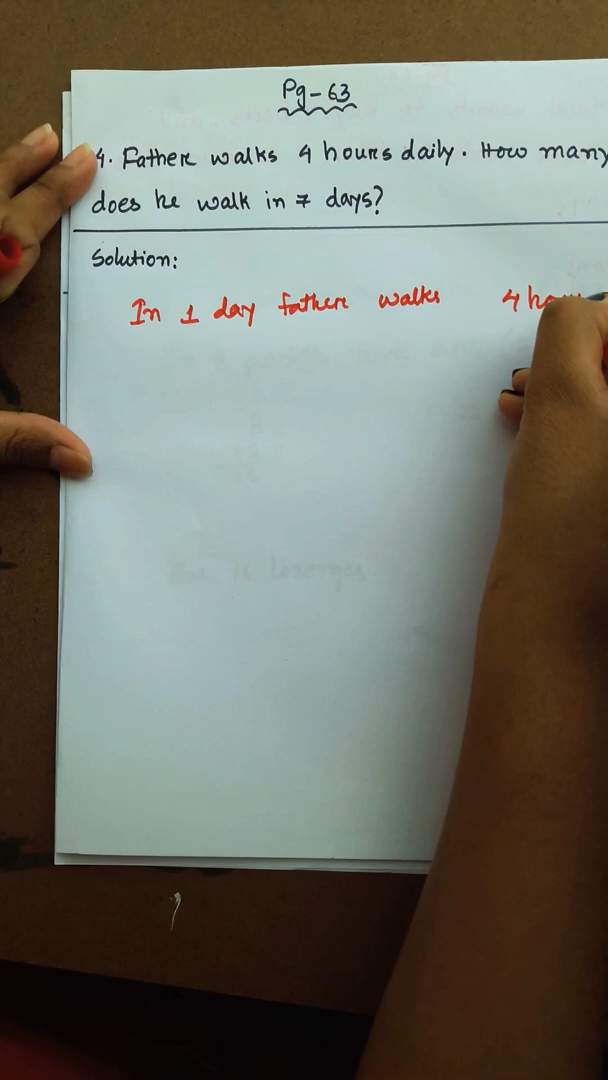 Pg-63
4. Father walks 4 hours daily. How many
does he walk in 7 days?
Solution:
In 1 day father walks 4